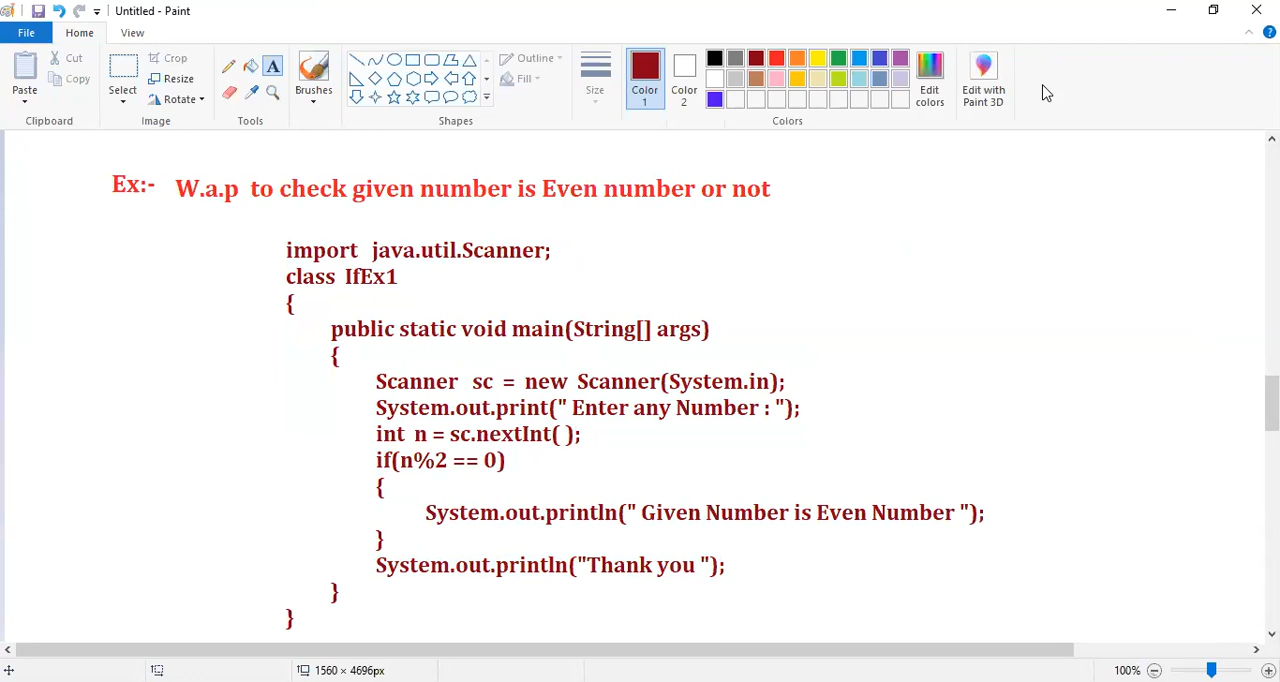 Untitled - Paint
File Home View
Paste
Cut
Copy
Clipboard
Select
Crop
Resize
Rotate
Image
Tools
Brushes
Shapes
Outline
Fill
Size
Color 1
Color 2
Colors
Edit colors
Edit with Paint 3D
Ex:- W.a.p to check given number is Even number or not
import java.util.Scanner;
class IfEx1
{
public static void main(String[] args)
{
Scanner sc = new Scanner(System.in);
System.out.print(" Enter any Number : ");
int n = sc.nextInt( );
if(n%2 == 0)
{
System.out.println(" Given Number is Even Number ");
}
System.out.println("Thank you ");
}
}
1560 × 4696px
100%